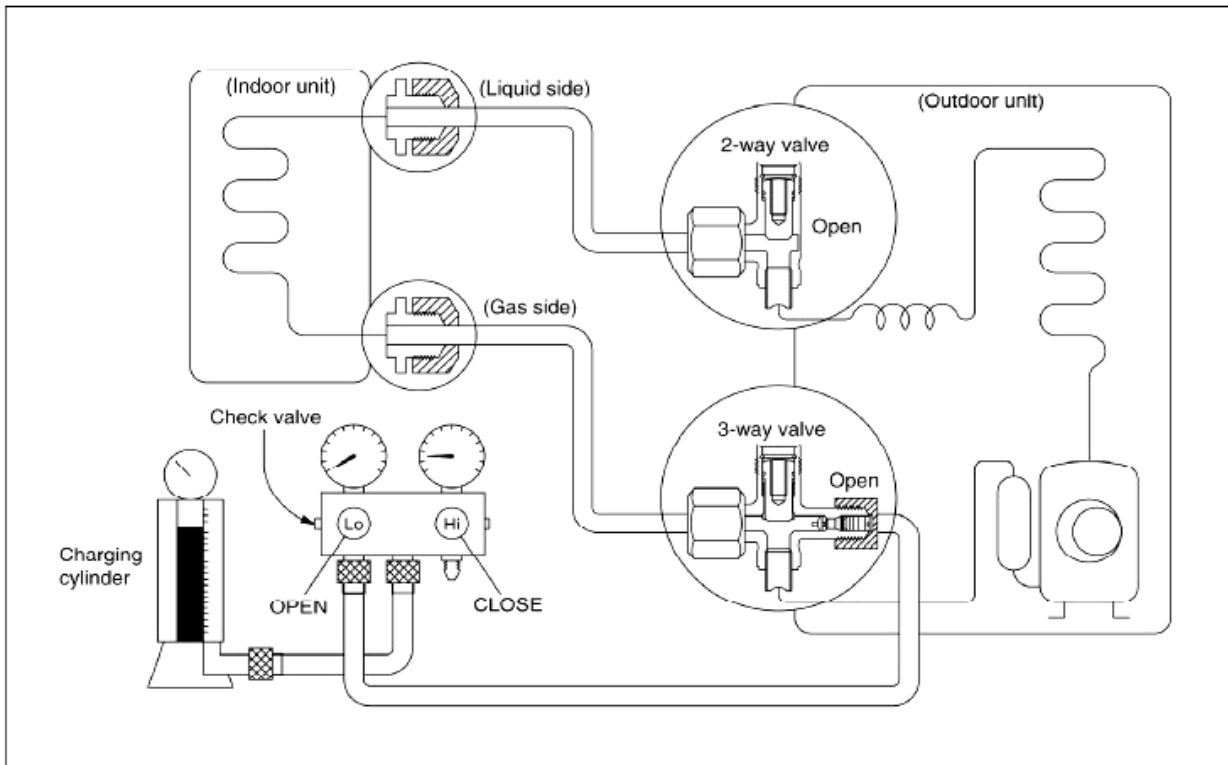 (Indoor unit)
(Liquid side)
(Outdoor unit)
2-way valve
Open
(Gas side)
Check valve
3-way valve
Open
Lo
Hi
Charging
cylinder
OPEN
CLOSE